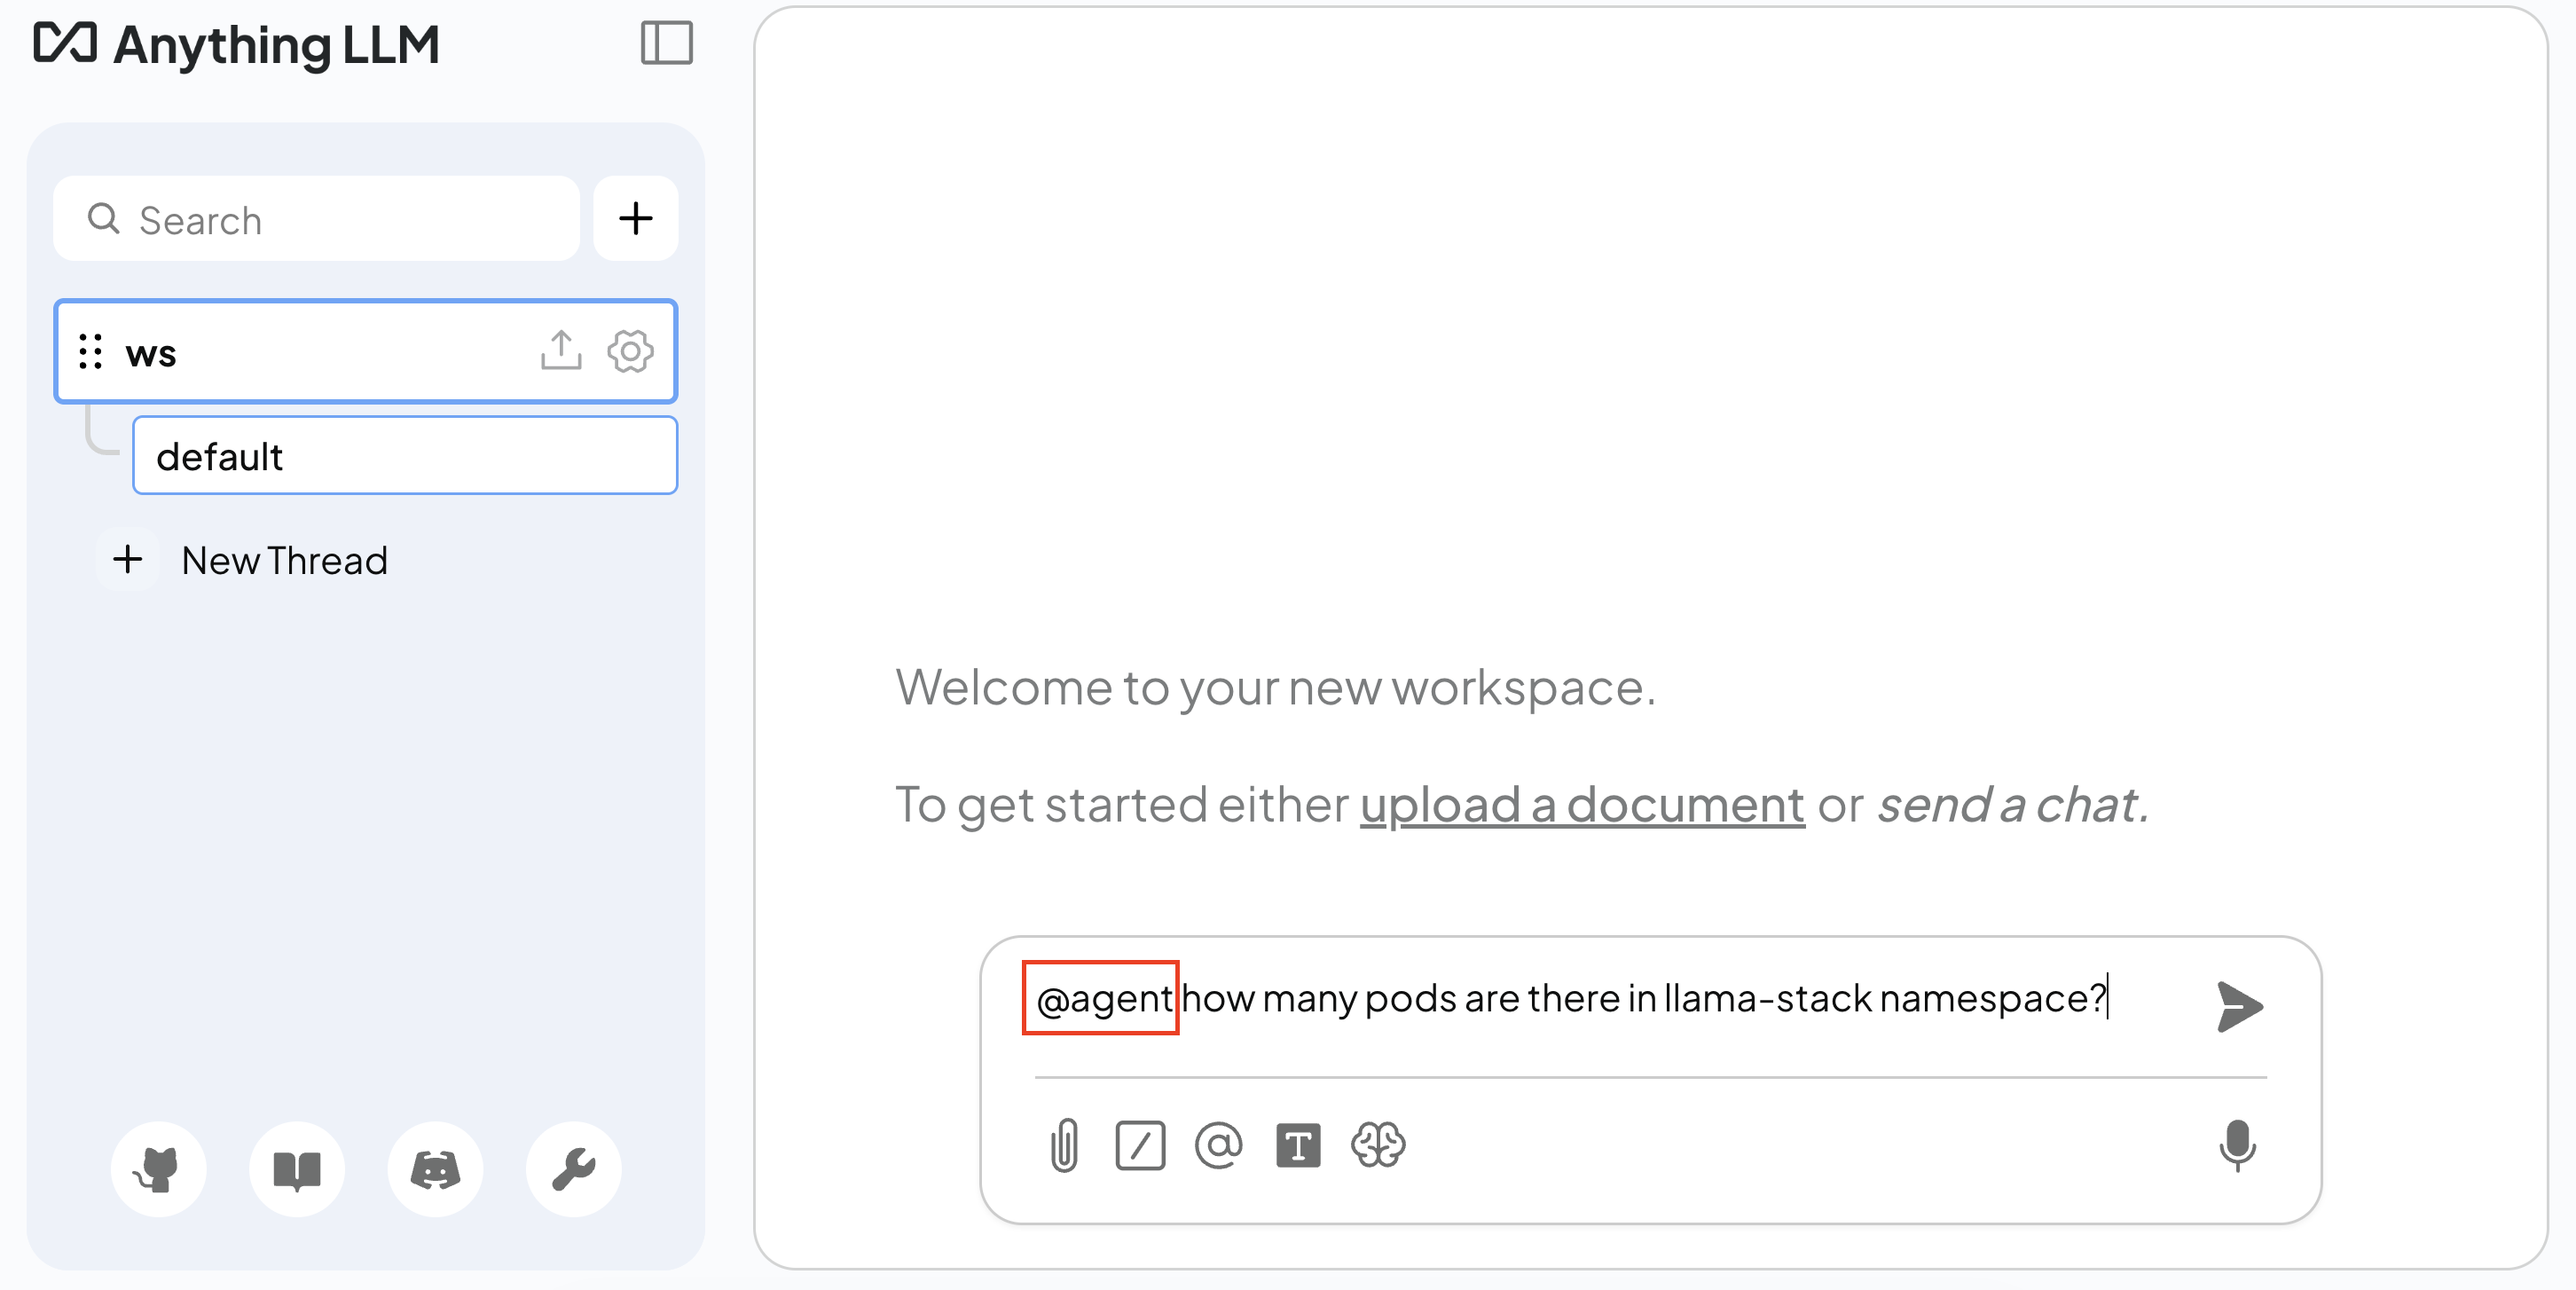 Anything LLM
Search
ws
default
New Thread
Welcome to your new workspace.
To get started either upload a document or send a chat.
@agent how many pods are there in llama-stack namespace?